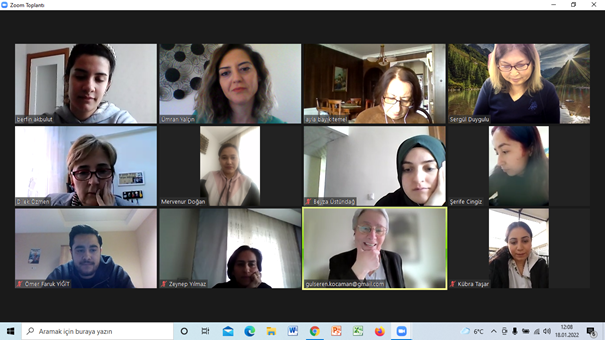 Zoom Toplantı
berfin akbulut
Ümran Yalçın
ayla bayık temel
Sergül Duygulu
Dilek Özmen
Mervenur Doğan
Beyza Üstündağ
Şerife Cingiz
Ömer Faruk YİĞİT
Zeynep Yılmaz
gulseren.kocaman@gmail.com
Kübra Taşar
Aramak için buraya yazın
6°C
12:08
18.01.2022